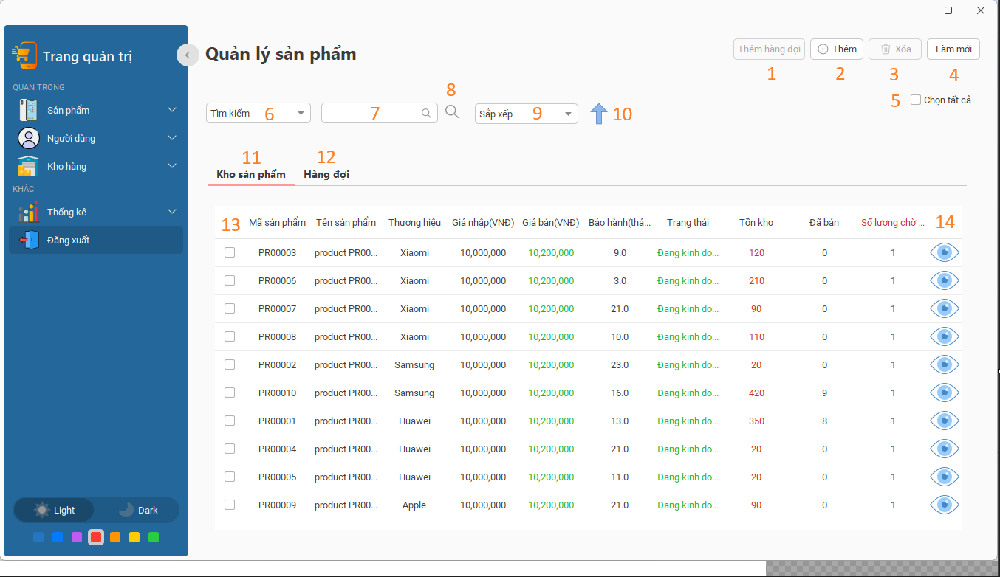 Trang quản trị
QUAN TRỌNG
Sản phẩm
Người dùng
Kho hàng
KHÁC
Thống kê
Đăng xuất
Light Dark
Quản lý sản phẩm
Thêm hàng đợi Thêm Xóa Làm mới
1 2 3 4
5 Chọn tất cả
8
Tìm kiếm 6 7 Sắp xếp 9 10
11 12
Kho sản phẩm Hàng đợi
13 Mã sản phẩm Tên sản phẩm Thương hiệu Giá nhập(VNĐ) Giá bán(VNĐ) Bảo hành(thá... Trạng thái Tồn kho Đã bán Số lượng chờ ... 14
PR00003 product PR00... Xiaomi 10,000,000 10,200,000 9.0 Đang kinh do... 120 0 1
PR00006 product PR00... Xiaomi 10,000,000 10,200,000 3.0 Đang kinh do... 210 0 1
PR00007 product PR00... Xiaomi 10,000,000 10,200,000 21.0 Đang kinh do... 90 0 1
PR00008 product PR00... Xiaomi 10,000,000 10,200,000 10.0 Đang kinh do... 110 0 1
PR00002 product PR00... Samsung 10,000,000 10,200,000 23.0 Đang kinh do... 20 0 1
PR00010 product PR00... Samsung 10,000,000 10,200,000 16.0 Đang kinh do... 420 9 1
PR00001 product PR00... Huawei 10,000,000 10,200,000 13.0 Đang kinh do... 350 8 1
PR00004 product PR00... Huawei 10,000,000 10,200,000 21.0 Đang kinh do... 20 0 1
PR00005 product PR00... Huawei 10,000,000 10,200,000 11.0 Đang kinh do... 20 0 1
PR00009 product PR00... Apple 10,000,000 10,200,000 21.0 Đang kinh do... 90 0 1